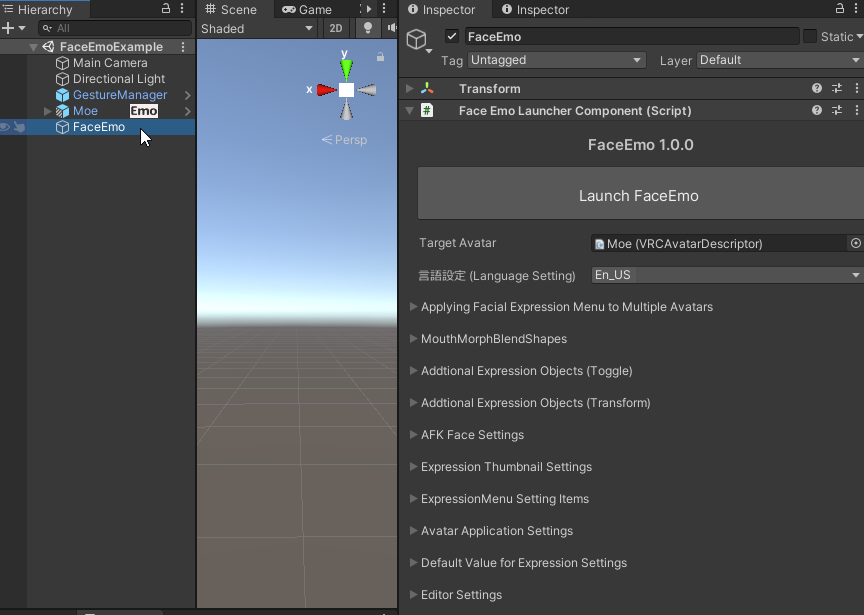 Hierarchy
All
FaceEmoExample
Main Camera
Directional Light
GestureManager
Moe Emo
FaceEmo
Scene Game
Shaded 2D
y
x
Persp
Inspector Inspector
FaceEmo Static
Tag Untagged Layer Default
Transform
Face Emo Launcher Component (Script)
FaceEmo 1.0.0
Launch FaceEmo
Target Avatar Moe (VRCAvatarDescriptor)
言語設定 (Language Setting) En_US
Applying Facial Expression Menu to Multiple Avatars
MouthMorphBlendShapes
Addtional Expression Objects (Toggle)
Addtional Expression Objects (Transform)
AFK Face Settings
Expression Thumbnail Settings
ExpressionMenu Setting Items
Avatar Application Settings
Default Value for Expression Settings
Editor Settings